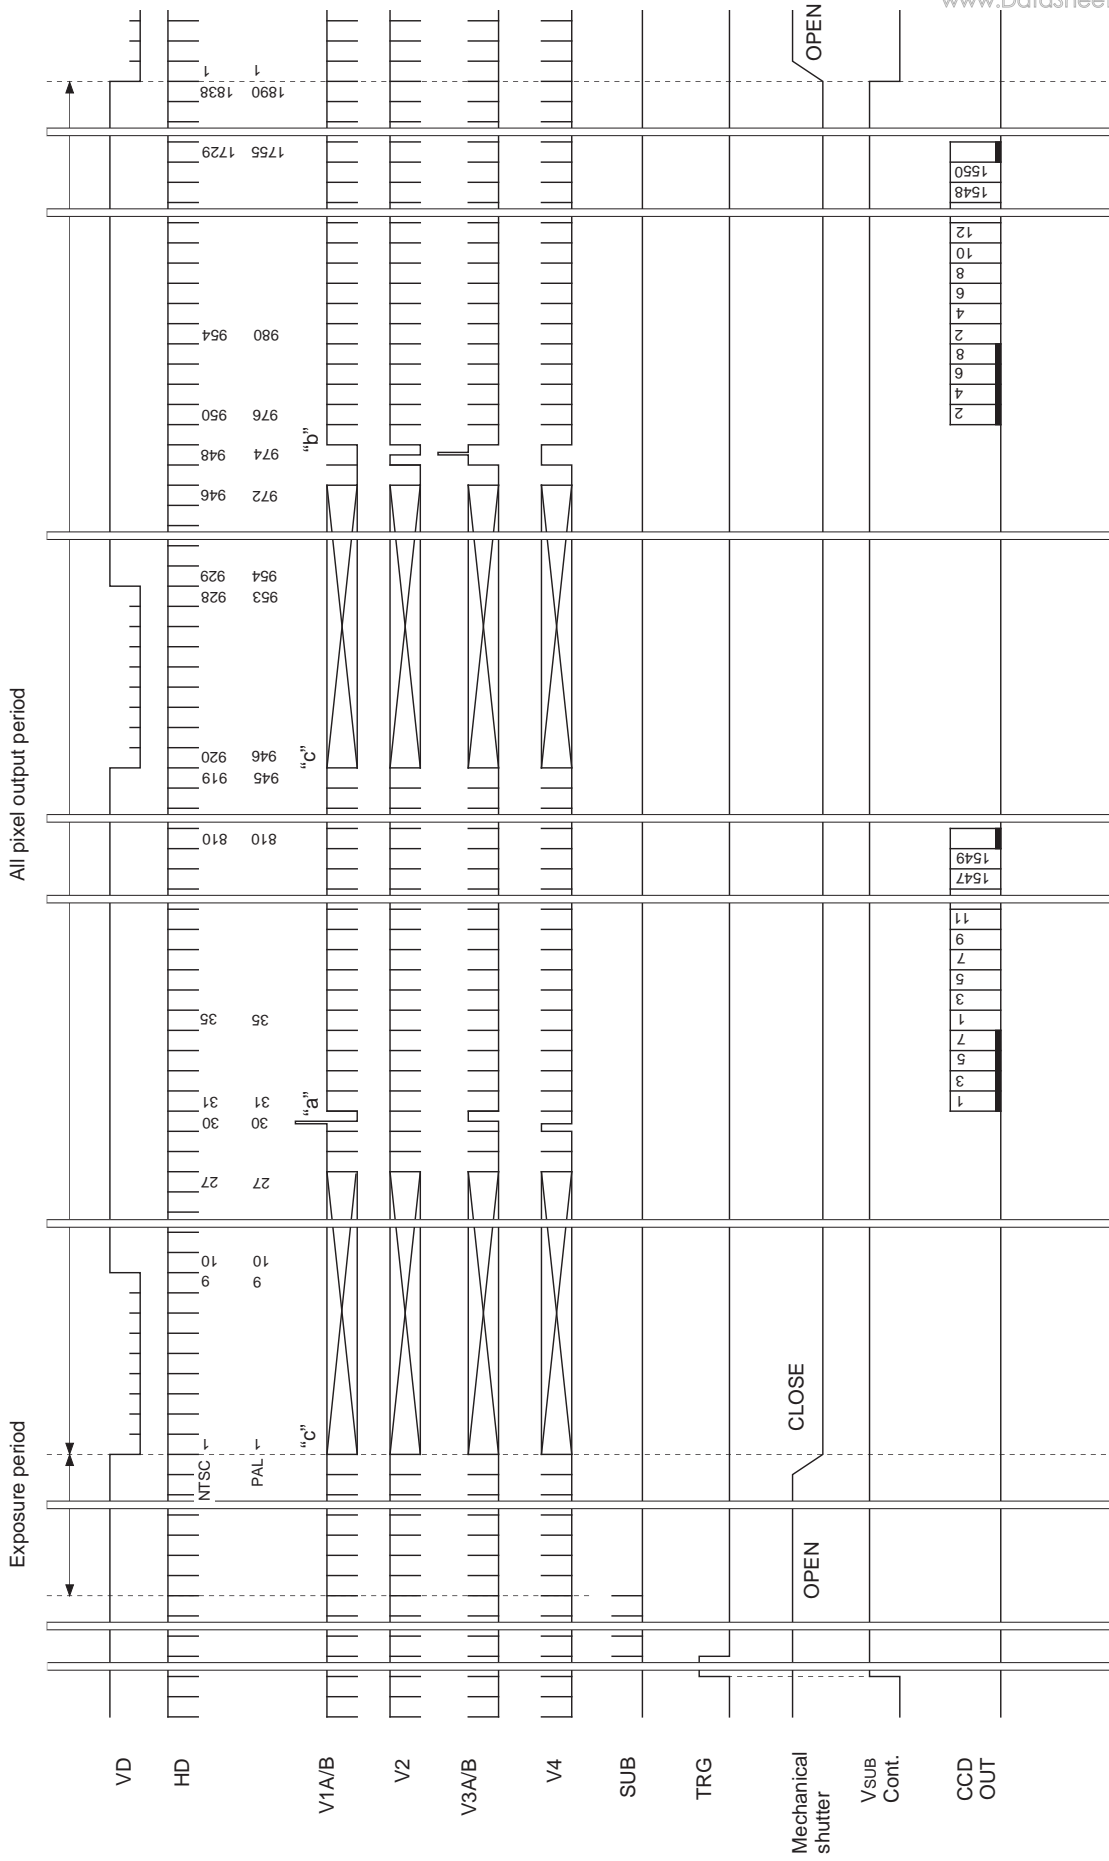 www.DataSheet
Exposure period
All pixel output period
VD
HD
NTSC 1 9 10 27 30 31 35 810 919 920 928 929 946 948 950 954 1729 1838 1
PAL 1 9 10 27 30 31 35 810 945 946 953 954 972 974 976 980 1755 1890 1
"c" "a" "c" "b"
V1A/B
V2
V3A/B
V4
SUB
TRG
Mechanical
shutter
OPEN CLOSE OPEN
VSUB
Cont.
CCD
OUT
1 3 5 7 1 3 5 7 9 11 1547 1549 2 4 6 8 2 4 6 8 10 12 1548 1550